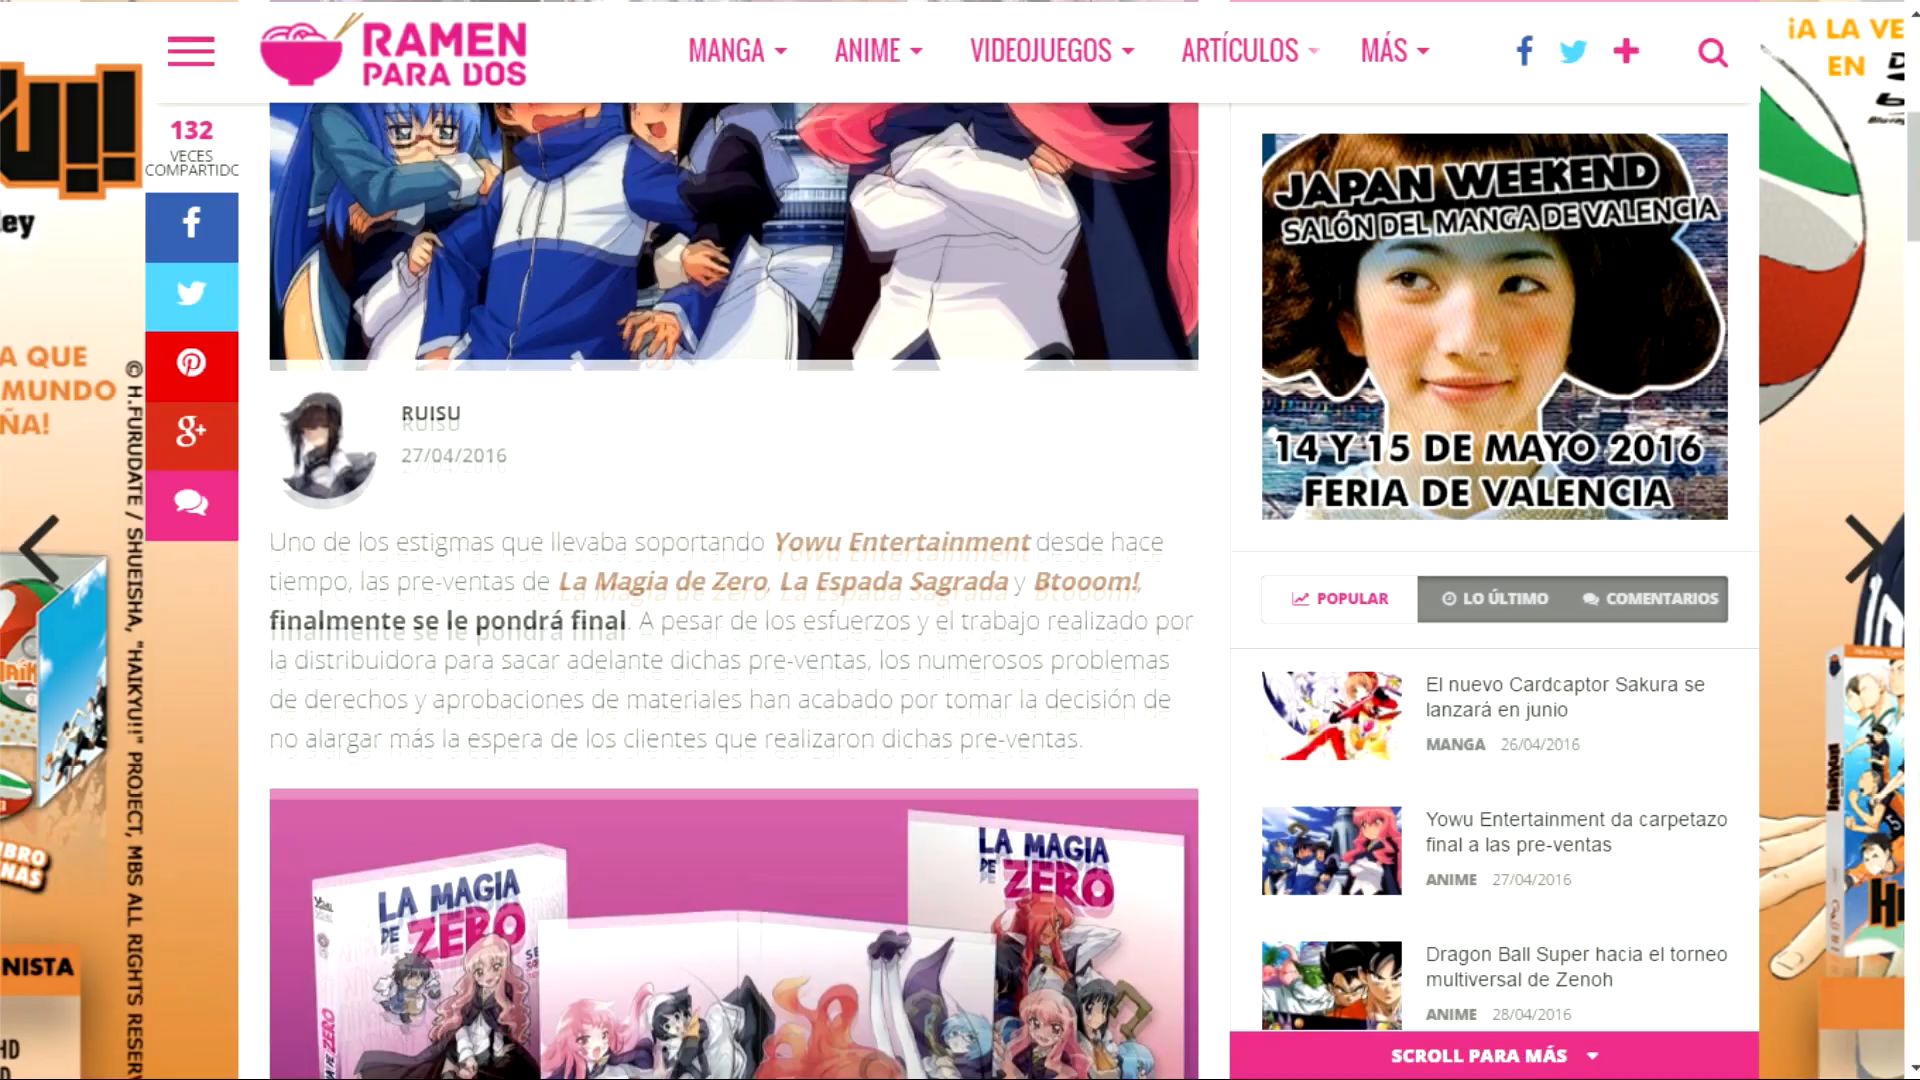 RAMEN
PARA DOS
MANGA
ANIME
VIDEOJUEGOS
ARTÍCULOS
MÁS
¡A LA VE
EN
132
VECES
COMPARTIDO
ley
A QUE
MUNDO
ÑA!
© H.FURUDATE / SHUEISHA, "HAIKYU!!" PROJECT, MBS ALL RIGHTS RESERV
BRO
NAS
NISTA
HD
RUISU
27/04/2016
Uno de los estigmas que llevaba soportando Yowu Entertainment desde hace
tiempo, las pre-ventas de La Magia de Zero, La Espada Sagrada y Btooom!,
finalmente se le pondrá final. A pesar de los esfuerzos y el trabajo realizado por
la distribuidora para sacar adelante dichas pre-ventas, los numerosos problemas
de derechos y aprobaciones de materiales han acabado por tomar la decisión de
no alargar más la espera de los clientes que realizaron dichas pre-ventas.
LA MAGIA
DE ZERO
LA MAGIA
DE ZERO
JAPAN WEEKEND
SALÓN DEL MANGA DE VALENCIA
14 Y 15 DE MAYO 2016
FERIA DE VALENCIA
POPULAR
LO ÚLTIMO
COMENTARIOS
El nuevo Cardcaptor Sakura se
lanzará en junio
MANGA 26/04/2016
Yowu Entertainment da carpetazo
final a las pre-ventas
ANIME 27/04/2016
Dragon Ball Super hacia el torneo
multiversal de Zenoh
ANIME 28/04/2016
SCROLL PARA MÁS